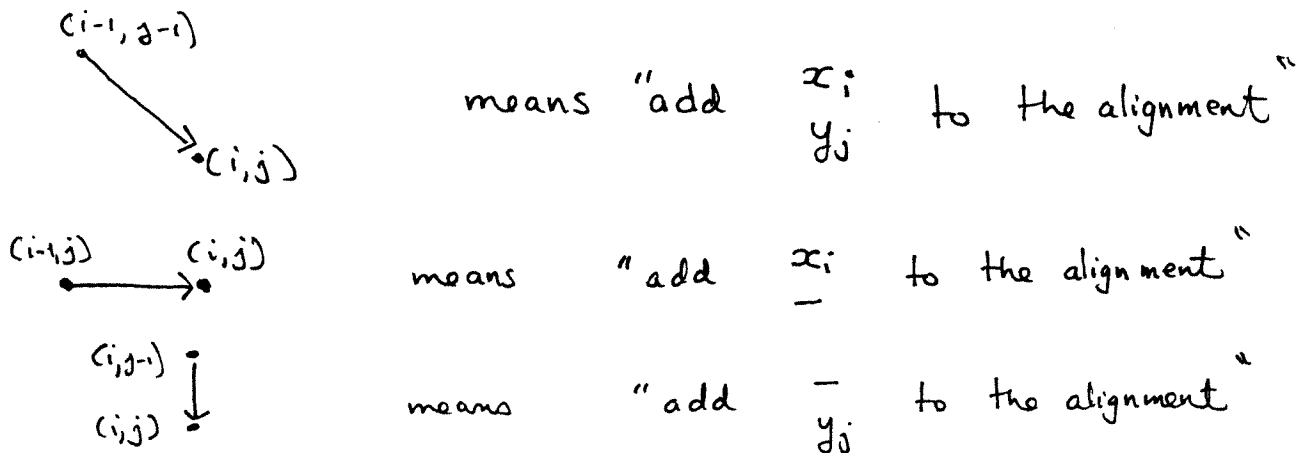 (i-1, j-1)
(i,j)
means "add x_i to the alignment"
y_j
(i-1,j) (i,j)
means "add x_i to the alignment"
–
(i,j-1)
(i,j)
–
means "add to the alignment"
y_j